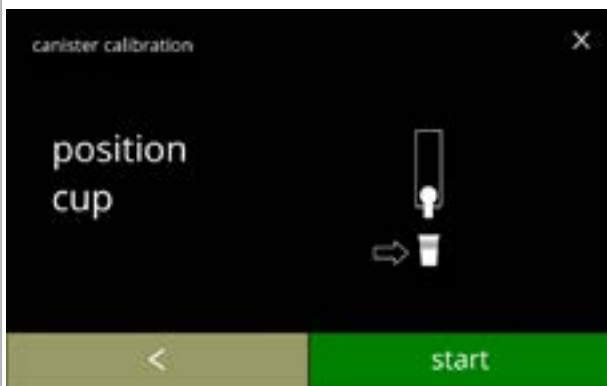 canister calibration
×
position
cup
<
start